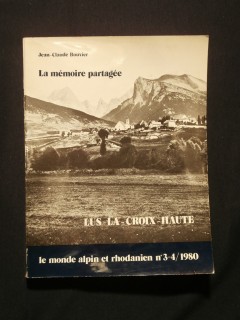 Jean-Claude Bouvier
La mémoire partagée
LUS-LA-CROIX-HAUTE
le monde alpin et rhodanien n°3-4/1980